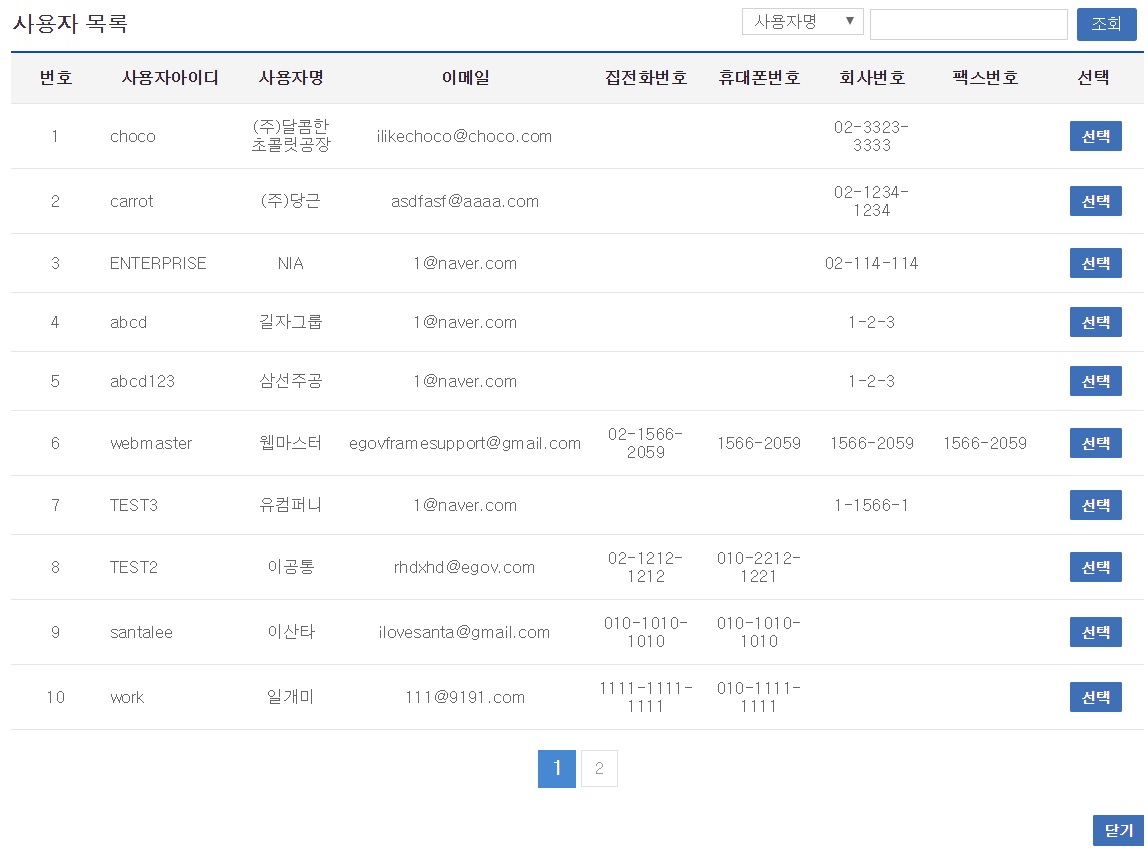 사용자 목록 사용자명 ▼ 조회
번호 사용자아이디 사용자명 이메일 집전화번호 휴대폰번호 회사번호 팩스번호 선택
1 choco (주)달콤한 ilikechoco@choco.com 02-3323- 선택
초콜릿공장 3333
2 carrot (주)당근 asdfasf@aaaa.com 02-1234- 선택
1234
3 ENTERPRISE NIA 1@naver.com 02-114-114 선택
4 abcd 길자그룹 1@naver.com 1-2-3 선택
5 abcd123 삼선주공 1@naver.com 1-2-3 선택
6 webmaster 웹마스터 egovframesupport@gmail.com 02-1566- 1566-2059 1566-2059 1566-2059 선택
2059
7 TEST3 유컴퍼니 1@naver.com 1-1566-1 선택
8 TEST2 이공통 rhdxhd@egov.com 02-1212- 010-2212- 선택
1212 1221
9 santalee 이산타 ilovesanta@gmail.com 010-1010- 010-1010- 선택
1010 1010
10 work 일개미 111@9191.com 1111-1111- 010-1111- 선택
1111 1111
1 2
닫기